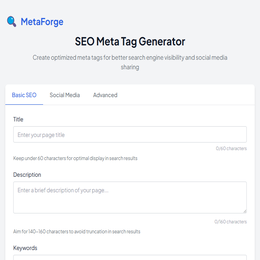 MetaForge
SEO Meta Tag Generator
Create optimized meta tags for better search engine visibility and social media
sharing
Basic SEO
Social Media
Advanced
Title
Enter your page title
0/60 characters
Keep under 60 characters for optimal display in search results
Description
Enter a brief description of your page...
0/160 characters
Aim for 140-160 characters to avoid truncation in search results
Keywords